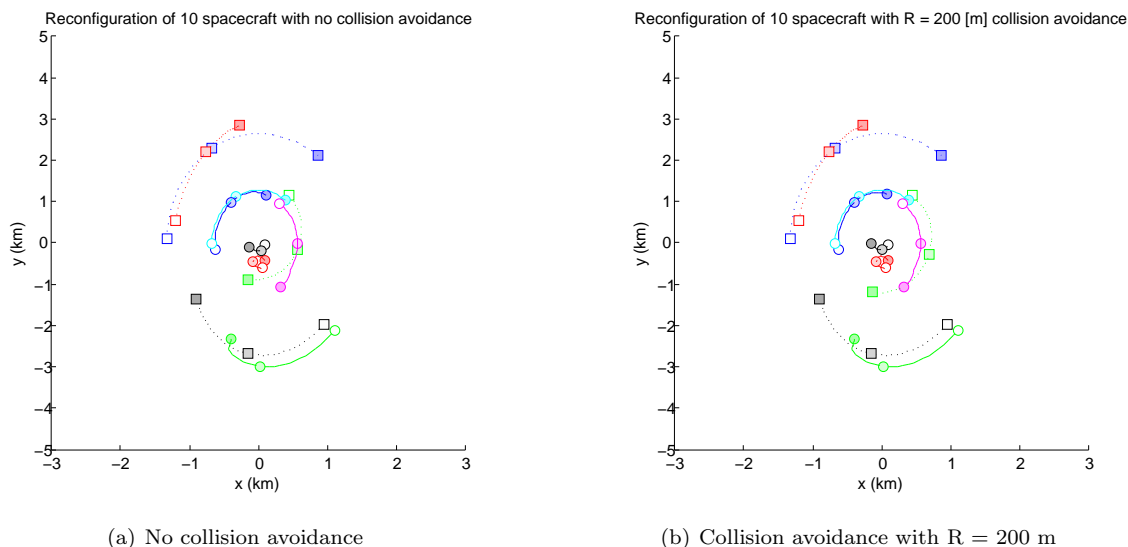 Reconfiguration of 10 spacecraft with no collision avoidance
5
4
3
2
1
0
−1
−2
−3
−4
−5
y (km)
−3 −2 −1 0 1 2 3
x (km)
(a) No collision avoidance
Reconfiguration of 10 spacecraft with R = 200 [m] collision avoidance
5
4
3
2
1
0
−1
−2
−3
−4
−5
y (km)
−3 −2 −1 0 1 2 3
x (km)
(b) Collision avoidance with R = 200 m